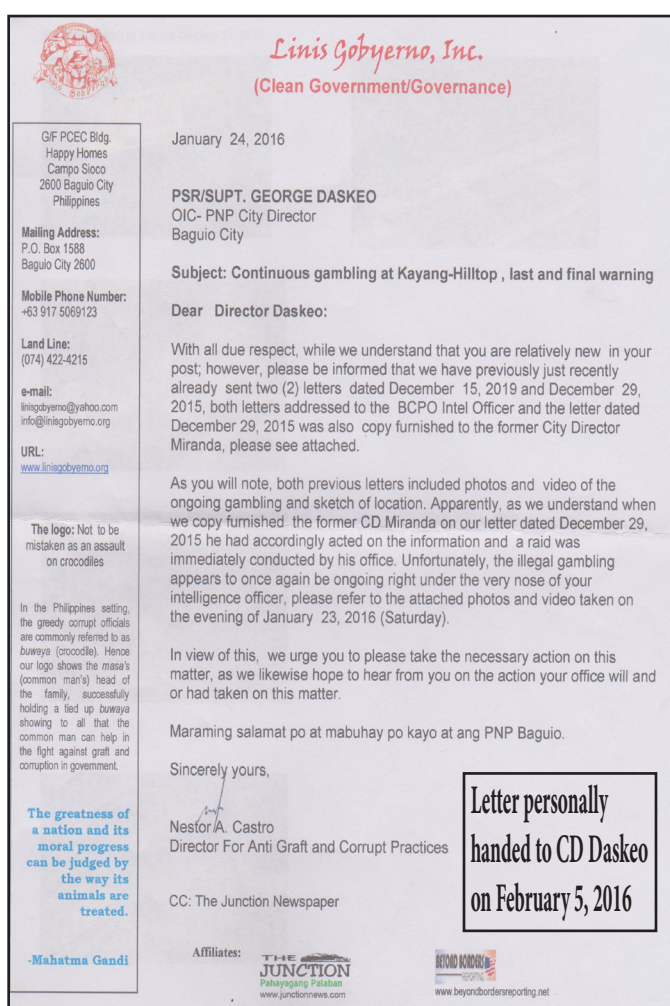 Linis Gobyerno, Inc.
(Clean Government/Governance)
Linis Gobyerno
G/F PCEC Bldg.
Happy Homes
Campo Sioco
2600 Baguio City
Philippines
Mailing Address:
P.O. Box 1588
Baguio City 2600
Mobile Phone Number:
+63 917 5069123
Land Line:
(074) 422-4215
e-mail:
linisgobyerno@yahoo.com
info@linisgobyerno.org
URL:
www.linisgobyerno.org
The logo: Not to be
mistaken as an assault
on crocodiles
In the Philippines setting,
the greedy corrupt officials
are commonly referred to as
buwaya (crocodile). Hence
our logo shows the masa's
(common man's) head of
the family, successfully
holding a tied up buwaya
showing to all that the
common man can help in
the fight against graft and
corruption in government.
The greatness of
a nation and its
moral progress
can be judged by
the way its
animals are
treated.
-Mahatma Gandi
January 24, 2016
PSR/SUPT. GEORGE DASKEO
OIC- PNP City Director
Baguio City
Subject: Continuous gambling at Kayang-Hilltop , last and final warning
Dear Director Daskeo:
With all due respect, while we understand that you are relatively new in your
post; however, please be informed that we have previously just recently
already sent two (2) letters dated December 15, 2019 and December 29,
2015, both letters addressed to the BCPO Intel Officer and the letter dated
December 29, 2015 was also copy furnished to the former City Director
Miranda, please see attached.
As you will note, both previous letters included photos and video of the
ongoing gambling and sketch of location. Apparently, as we understand when
we copy furnished the former CD Miranda on our letter dated December 29,
2015 he had accordingly acted on the information and a raid was
immediately conducted by his office. Unfortunately, the illegal gambling
appears to once again be ongoing right under the very nose of your
intelligence officer, please refer to the attached photos and video taken on
the evening of January 23, 2016 (Saturday).
In view of this, we urge you to please take the necessary action on this
matter, as we likewise hope to hear from you on the action your office will and
or had taken on this matter.
Maraming salamat po at mabuhay po kayo at ang PNP Baguio.
Sincerely yours,
Nestor A. Castro
Director For Anti Graft and Corrupt Practices
CC: The Junction Newspaper
Letter personally
handed to CD Daskeo
on February 5, 2016
Affiliates:
THE
JUNCTION
Pahayagang Palaban
www.junctionnews.com
BEYOND BORDERS
REPORTING
www.beyondbordersreporting.net